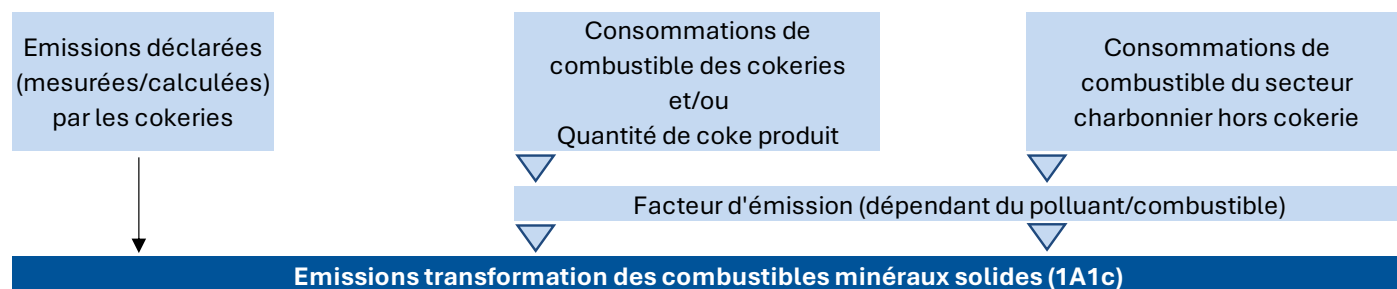 Emissions déclarées
(mesurées/calculées)
par les cokeries
Consommations de
combustible des cokeries
et/ou
Quantité de coke produit
Consommations de
combustible du secteur
charbonnier hors cokerie
Facteur d'émission (dépendant du polluant/combustible)
Emissions transformation des combustibles minéraux solides (1A1c)